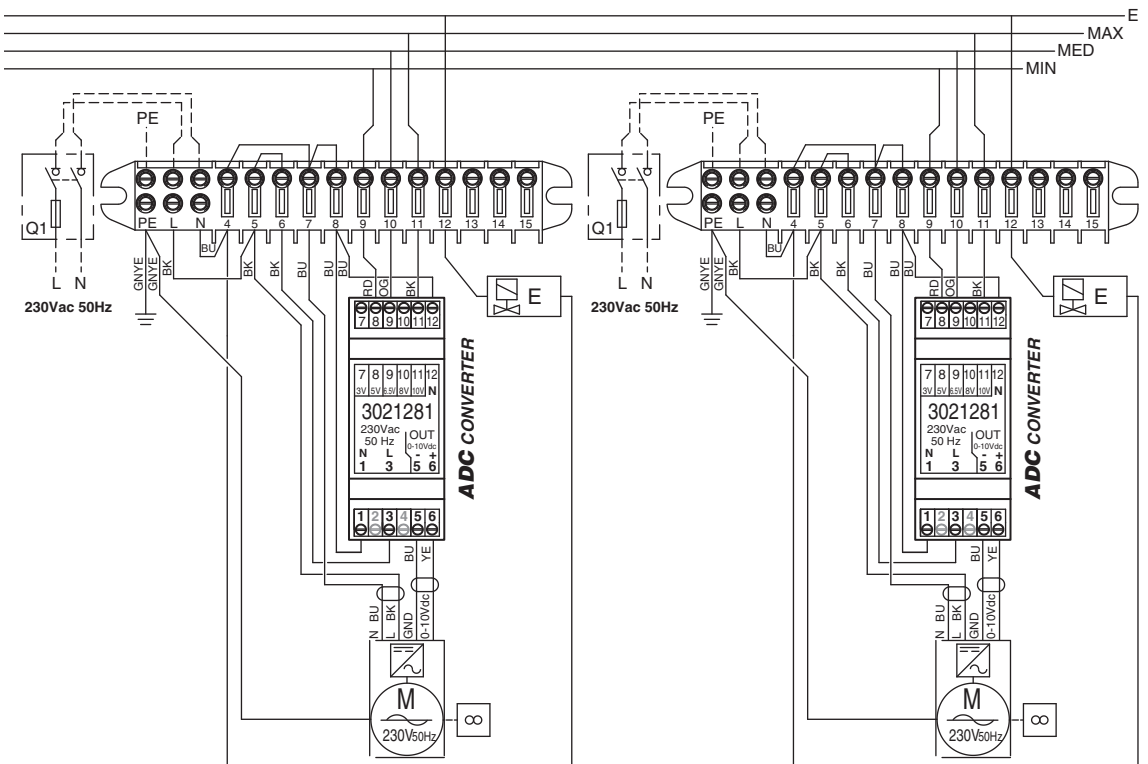 E
MAX
MED
MIN
PE
Q1
L N
230Vac 50Hz
PE L N 4 5 6 7 8 9 10 11 12 13 14 15
GNYE
GNYE
BK
BU
BK
BK
BU
BU
BU
RD
OG
BK
E
7 8 9 10 11 12
7 8 9 10 11 12
3V 5V 6.5V 8V 10V N
3021281
230Vac
50 Hz
OUT
0-10Vdc
N L - +
1 3 5 6
ADC CONVERTER
1 2 3 4 5 6
BU
YE
N BU
L BK
GND
0-10Vdc
M
230V50Hz
8
PE
Q1
L N
230Vac 50Hz
PE L N 4 5 6 7 8 9 10 11 12 13 14 15
GNYE
GNYE
BK
BU
BK
BK
BU
BU
BU
RD
OG
BK
E
7 8 9 10 11 12
7 8 9 10 11 12
3V 5V 6.5V 8V 10V N
3021281
230Vac
50 Hz
OUT
0-10Vdc
N L - +
1 3 5 6
ADC CONVERTER
1 2 3 4 5 6
BU
YE
N BU
L BK
GND
0-10Vdc
M
230V50Hz
8